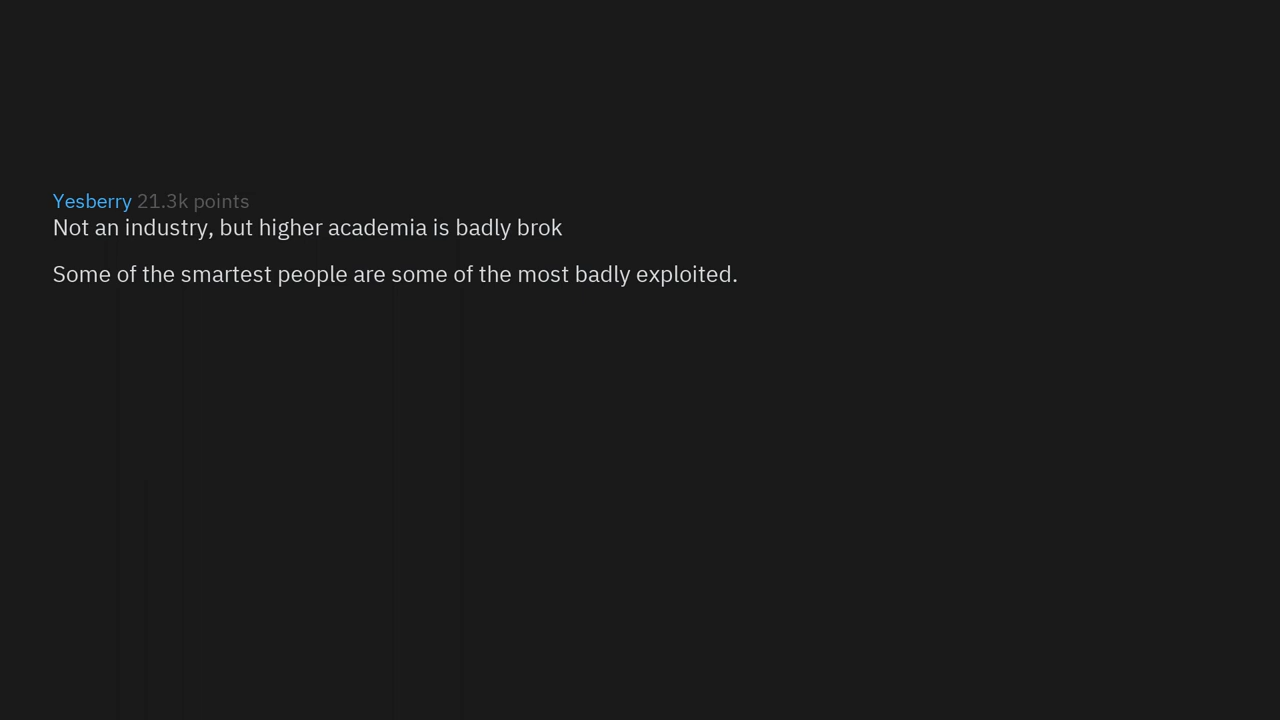 Yesberry 21.3k points
Not an industry, but higher academia is badly brok
Some of the smartest people are some of the most badly exploited.